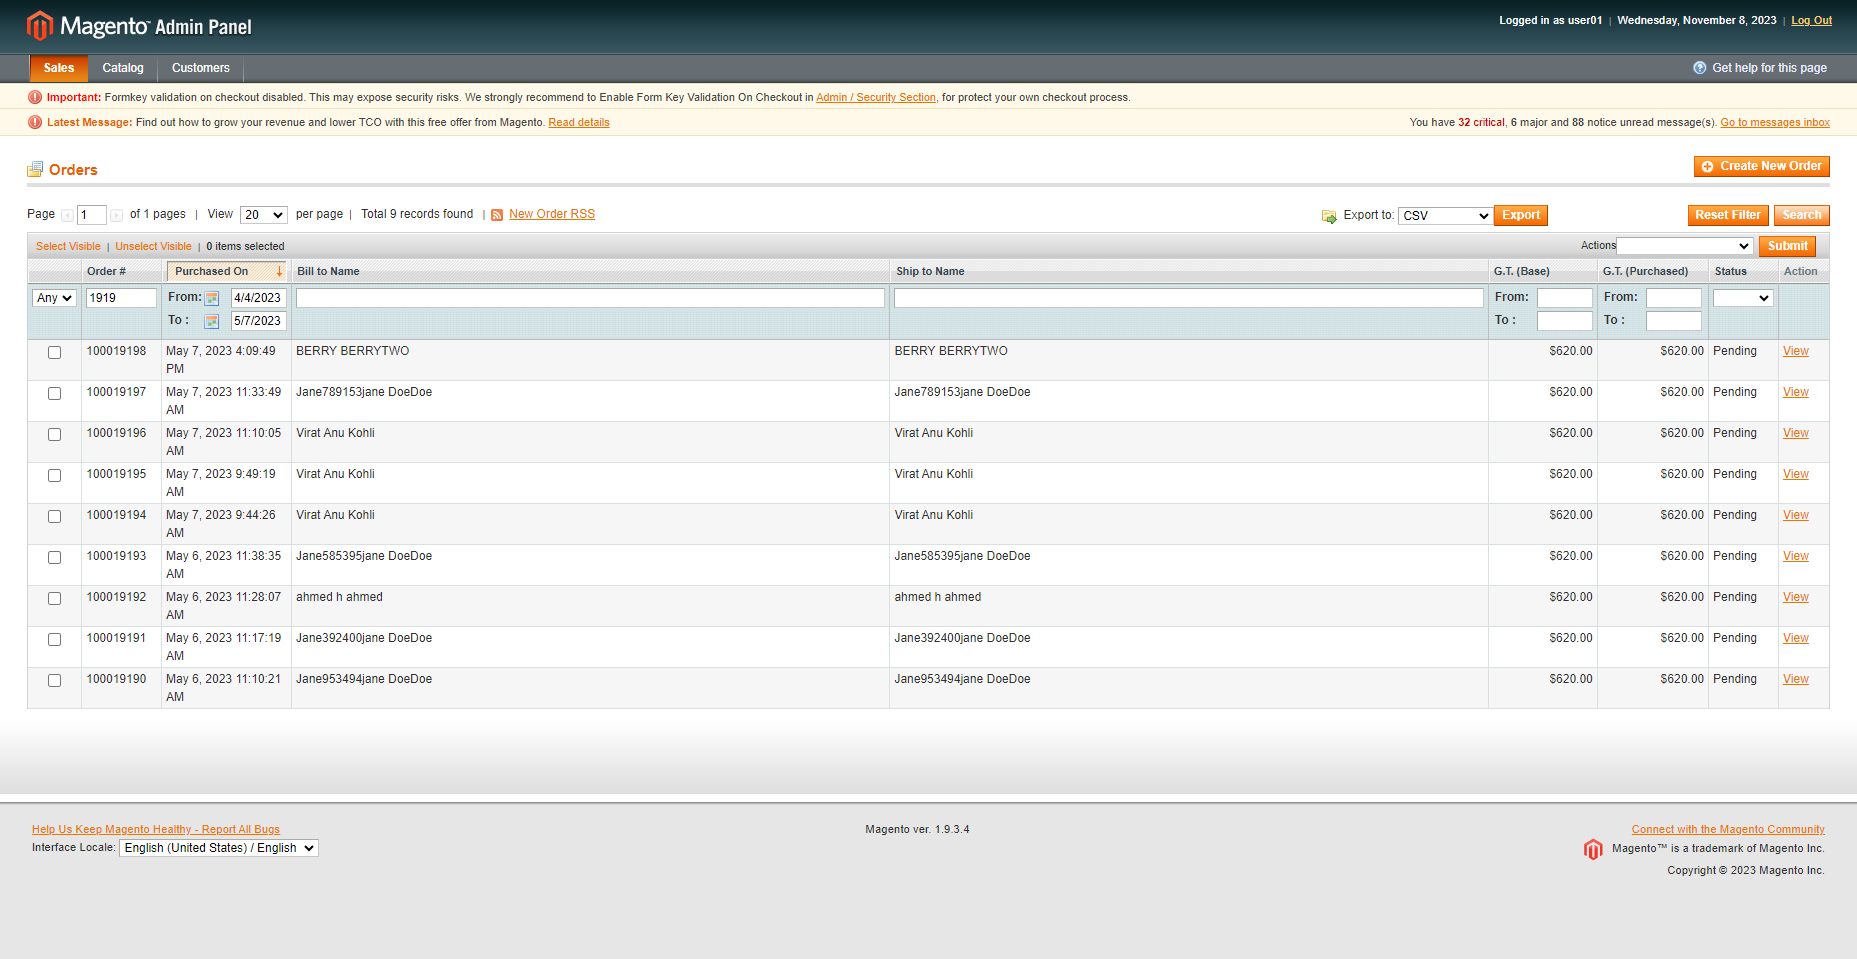 Magento™ Admin Panel
Logged in as user01 | Wednesday, November 8, 2023 | Log Out
Sales Catalog Customers
Get help for this page
Important: Formkey validation on checkout disabled. This may expose security risks. We strongly recommend to Enable Form Key Validation On Checkout in Admin / Security Section, for protect your own checkout process.
Latest Message: Find out how to grow your revenue and lower TCO with this free offer from Magento. Read details
You have 32 critical, 6 major and 88 notice unread message(s). Go to messages inbox
Orders
Create New Order
Page 1 of 1 pages | View 20 per page | Total 9 records found | New Order RSS
Export to: CSV Export
Reset Filter Search
Select Visible | Unselect Visible | 0 items selected
Actions Submit
Order # Purchased On Bill to Name Ship to Name G.T. (Base) G.T. (Purchased) Status Action
Any 1919 From: 4/4/2023 From: From:
To : 5/7/2023 To : To :
100019198 May 7, 2023 4:09:49 PM BERRY BERRYTWO BERRY BERRYTWO $620.00 $620.00 Pending View
100019197 May 7, 2023 11:33:49 AM Jane789153jane DoeDoe Jane789153jane DoeDoe $620.00 $620.00 Pending View
100019196 May 7, 2023 11:10:05 AM Virat Anu Kohli Virat Anu Kohli $620.00 $620.00 Pending View
100019195 May 7, 2023 9:49:19 AM Virat Anu Kohli Virat Anu Kohli $620.00 $620.00 Pending View
100019194 May 7, 2023 9:44:26 AM Virat Anu Kohli Virat Anu Kohli $620.00 $620.00 Pending View
100019193 May 6, 2023 11:38:35 AM Jane585395jane DoeDoe Jane585395jane DoeDoe $620.00 $620.00 Pending View
100019192 May 6, 2023 11:28:07 AM ahmed h ahmed ahmed h ahmed $620.00 $620.00 Pending View
100019191 May 6, 2023 11:17:19 AM Jane392400jane DoeDoe Jane392400jane DoeDoe $620.00 $620.00 Pending View
100019190 May 6, 2023 11:10:21 AM Jane953494jane DoeDoe Jane953494jane DoeDoe $620.00 $620.00 Pending View
Help Us Keep Magento Healthy - Report All Bugs
Interface Locale: English (United States) / English
Magento ver. 1.9.3.4
Connect with the Magento Community
Magento™ is a trademark of Magento Inc.
Copyright © 2023 Magento Inc.